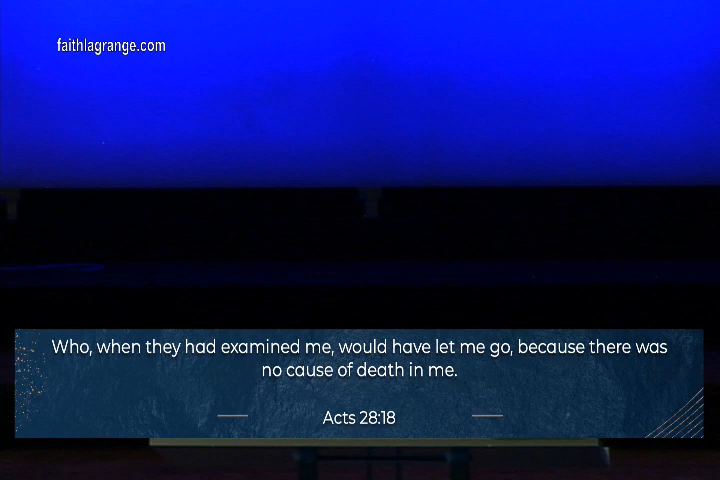 faithlagrange.com
Who, when they had examined me, would have let me go, because there was
no cause of death in me.
Acts 28:18